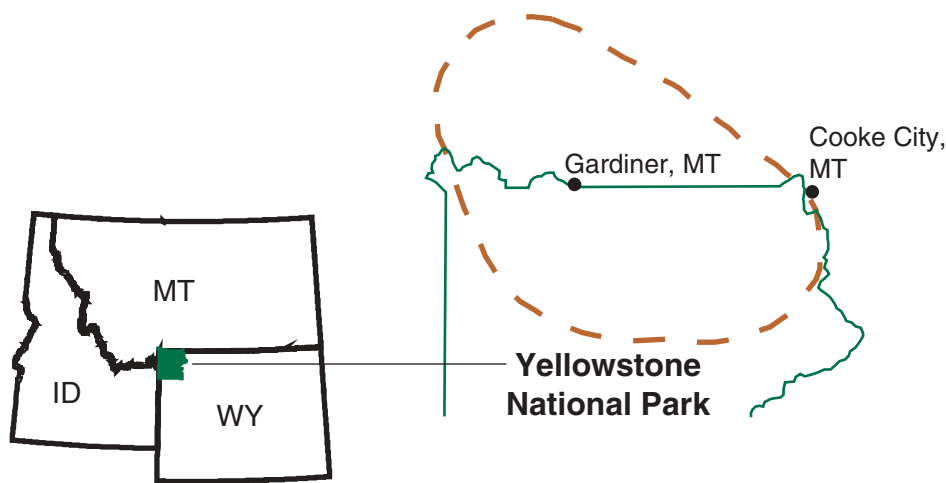 Cooke City,
MT
Gardiner, MT
MT
ID
WY
Yellowstone
National Park